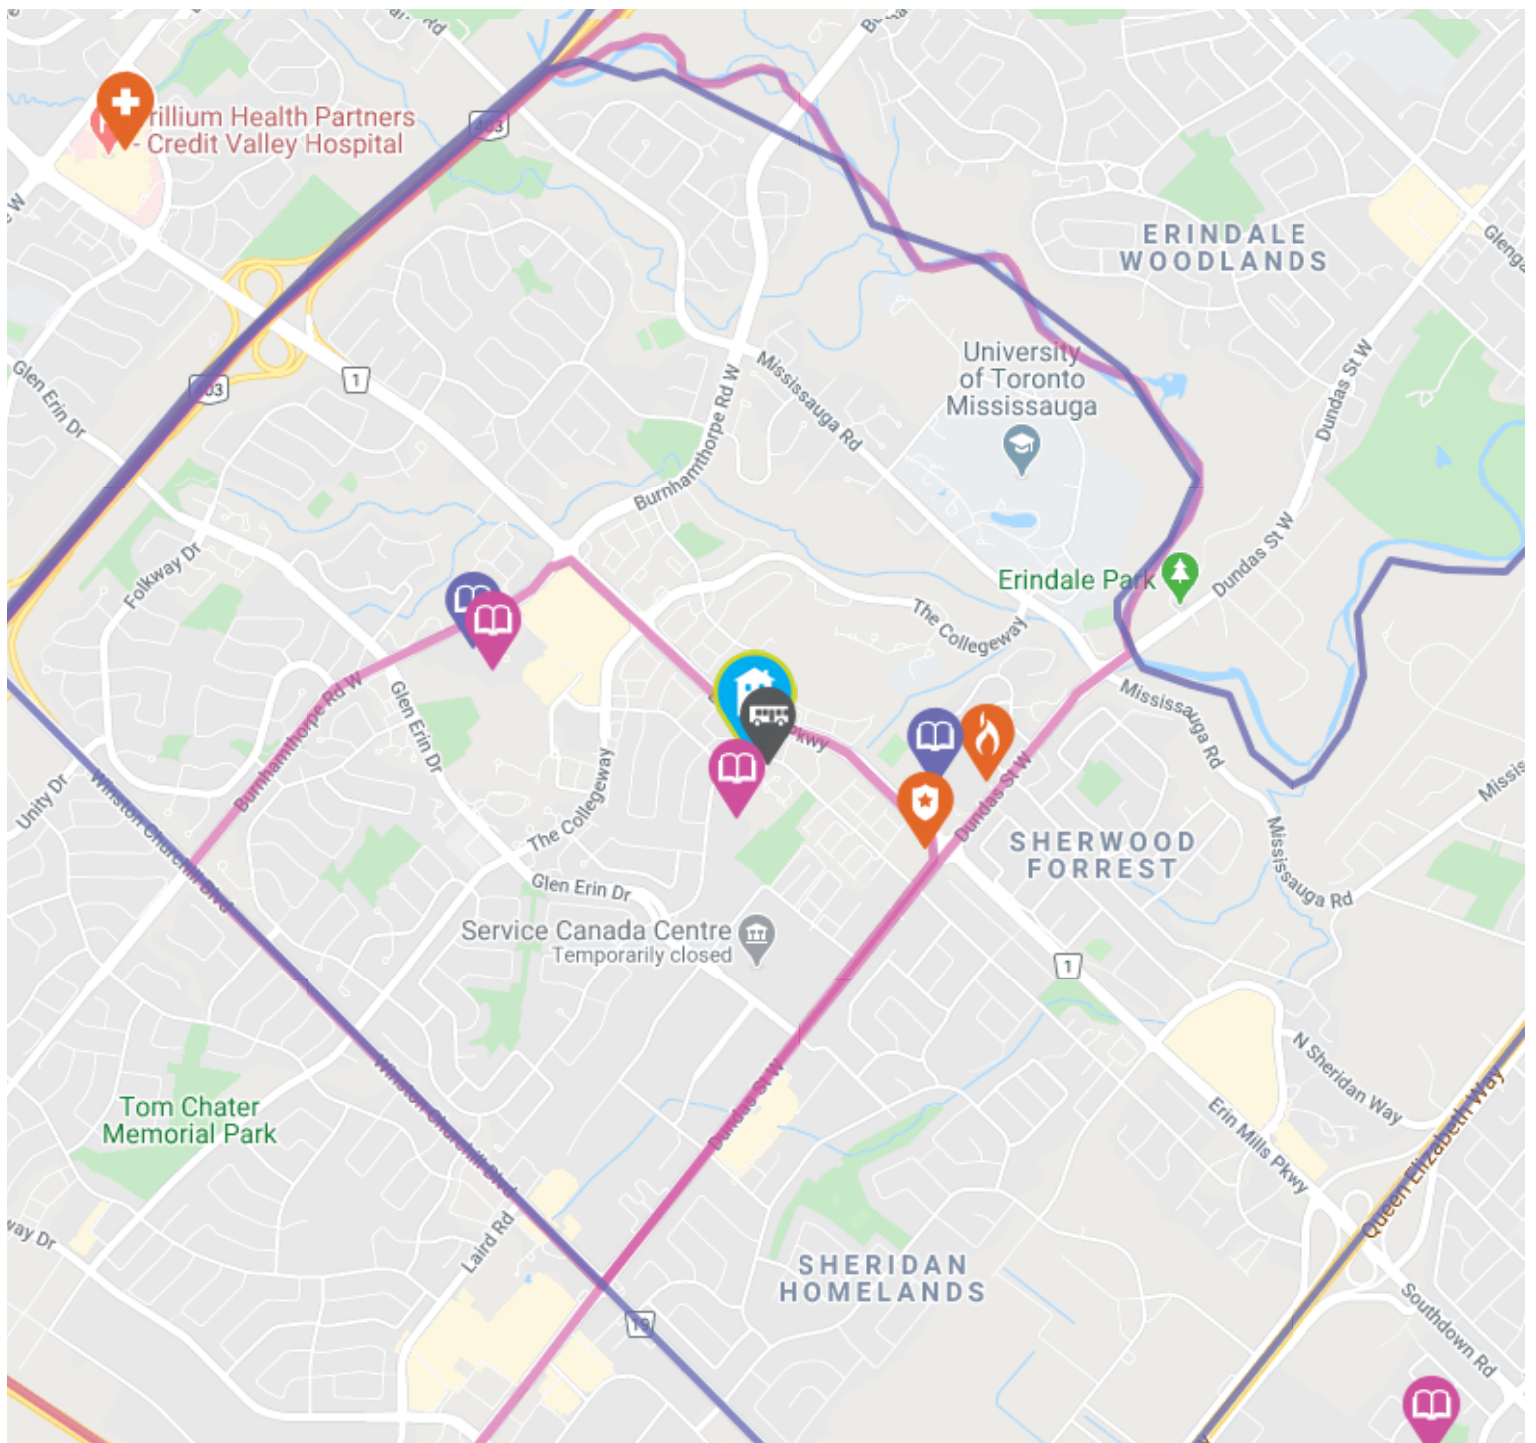 Trillium Health Partners
- Credit Valley Hospital
403
ERINDALE
WOODLANDS
403
1
Glen Erin Dr
Mississauga Rd
Burnhamthorpe Rd W
University
of Toronto
Mississauga
Dundas St W
Dundas St W
Erindale Park
Folkway Dr
The Collegeway
Burnhamthorpe Rd W
Glen Erin Dr
Pkwy
Mississauga Rd
Unity Dr
Winston Churchill Blvd
The Collegeway
Dundas St W
SHERWOOD
FORREST
Mississauga Rd
Glen Erin Dr
Service Canada Centre
Temporarily closed
1
N Sheridan Way
Tom Chater
Memorial Park
Winston Churchill Blvd
Dundas St W
Erin Mills Pkwy
Queen Elizabeth Way
way Dr
Laird Rd
SHERIDAN
HOMELANDS
19
Southdown Rd